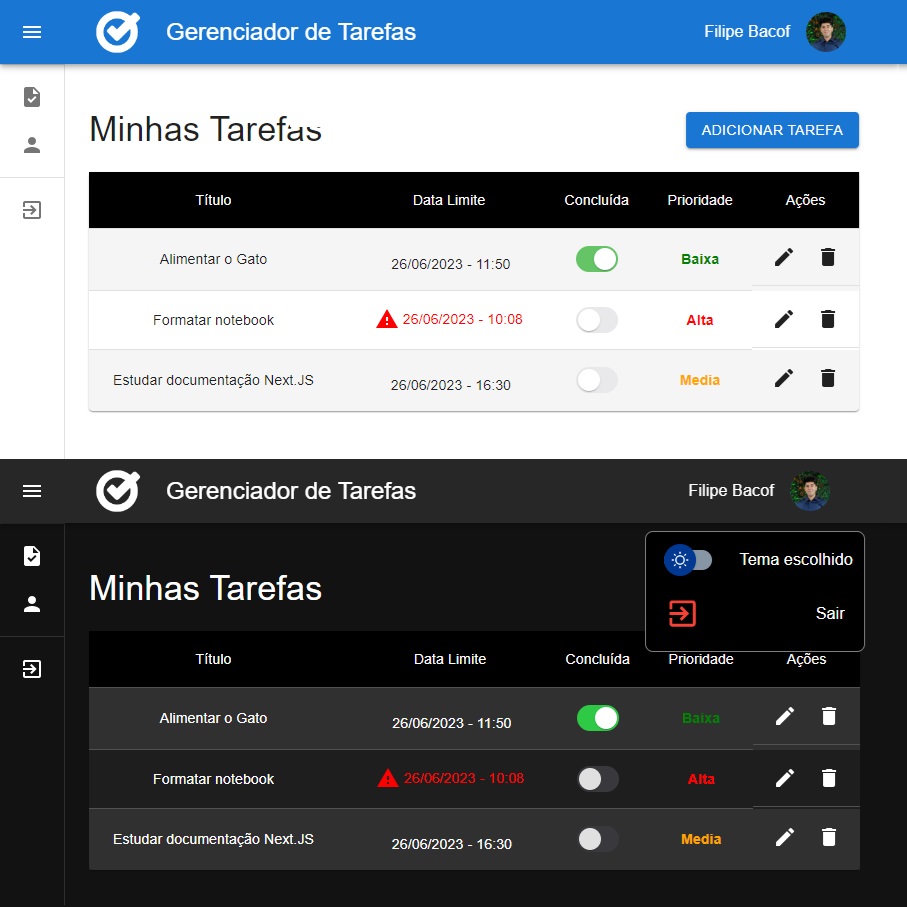 Gerenciador de Tarefas
Filipe Bacof
Minhas Tarefas
ADICIONAR TAREFA
Título Data Limite Concluída Prioridade Ações
Alimentar o Gato 26/06/2023 - 11:50 Baixa
Formatar notebook 26/06/2023 - 10:08 Alta
Estudar documentação Next.JS 26/06/2023 - 16:30 Media
Gerenciador de Tarefas
Filipe Bacof
Tema escolhido
Minhas Tarefas
Sair
Título Data Limite Concluída Prioridade Ações
Alimentar o Gato 26/06/2023 - 11:50 Baixa
Formatar notebook 26/06/2023 - 10:08 Alta
Estudar documentação Next.JS 26/06/2023 - 16:30 Media